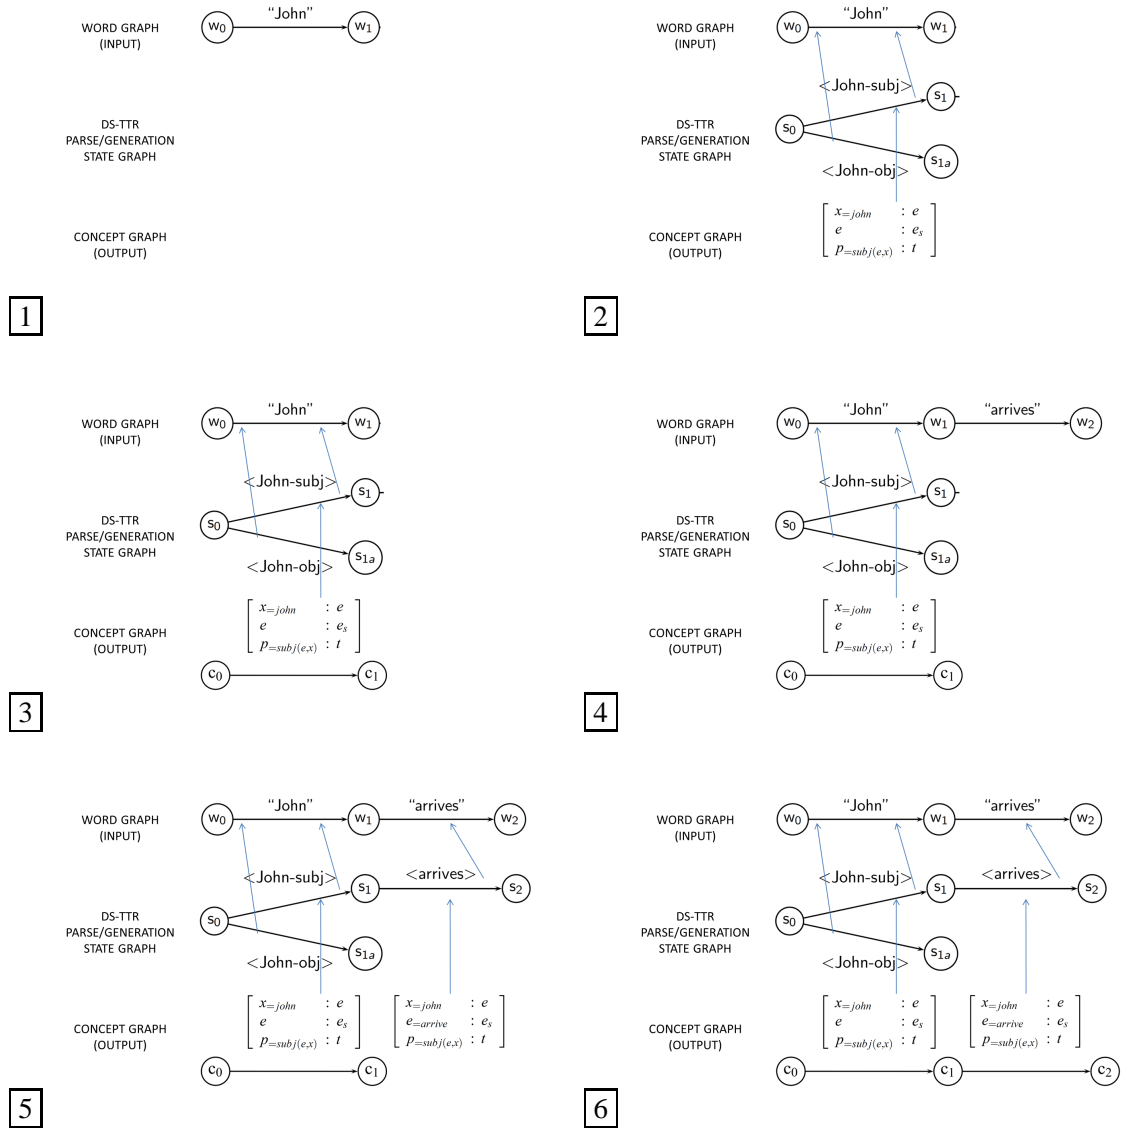 “John”
w0 w1
WORD GRAPH
(INPUT)
DS-TTR
PARSE/GENERATION
STATE GRAPH
CONCEPT GRAPH
(OUTPUT)
1
“John”
w0 w1
WORD GRAPH
(INPUT)
<John-subj>
s1
DS-TTR
PARSE/GENERATION
STATE GRAPH
s0
s1a
<John-obj>
x=john : e
e : es
p=subj(e,x) : t
CONCEPT GRAPH
(OUTPUT)
2
“John”
w0 w1
WORD GRAPH
(INPUT)
<John-subj>
s1
DS-TTR
PARSE/GENERATION
STATE GRAPH
s0
s1a
<John-obj>
x=john : e
e : es
p=subj(e,x) : t
CONCEPT GRAPH
(OUTPUT)
c0 c1
3
“John” “arrives”
w0 w1 w2
WORD GRAPH
(INPUT)
<John-subj>
s1
DS-TTR
PARSE/GENERATION
STATE GRAPH
s0
s1a
<John-obj>
x=john : e
e : es
p=subj(e,x) : t
CONCEPT GRAPH
(OUTPUT)
c0 c1
4
“John” “arrives”
w0 w1 w2
WORD GRAPH
(INPUT)
<John-subj> <arrives>
s1 s2
DS-TTR
PARSE/GENERATION
STATE GRAPH
s0
s1a
<John-obj>
x=john : e x=john : e
e : es e=arrive : es
p=subj(e,x) : t p=subj(e,x) : t
CONCEPT GRAPH
(OUTPUT)
c0 c1
5
“John” “arrives”
w0 w1 w2
WORD GRAPH
(INPUT)
<John-subj> <arrives>
s1 s2
DS-TTR
PARSE/GENERATION
STATE GRAPH
s0
s1a
<John-obj>
x=john : e x=john : e
e : es e=arrive : es
p=subj(e,x) : t p=subj(e,x) : t
CONCEPT GRAPH
(OUTPUT)
c0 c1 c2
6